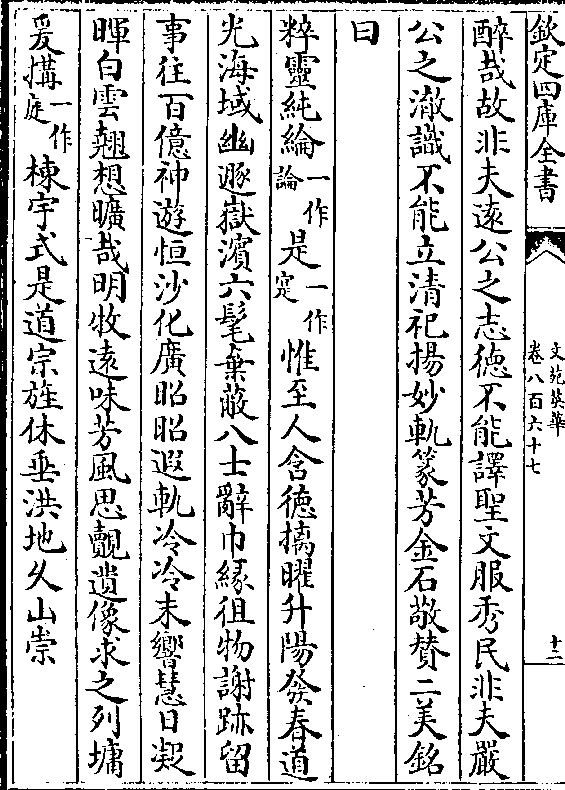 欽定四庫全書
文苑英華
卷八百六十七
十二
醉哉故非夫遠公之志德不能譯聖文服秀民非夫嚴
公之澈識不能立清祀揚妙軌篆芳金石敬賛二美銘
曰
粹靈純綸一作論是一作寔惟至人含德摛曜升陽發春道
光海域幽遯嶽濱六髦棄蔽八士辭巾緣徂物謝跡留
事往百億神遊恒沙化廣昭昭遐軌冷冷末響慧日凝
暉白雲翹想曠哉明牧遠味芳風思觀遺像求之列墉
爰搆一作庭棟宇式是道宗旌休垂洪地乆山崇